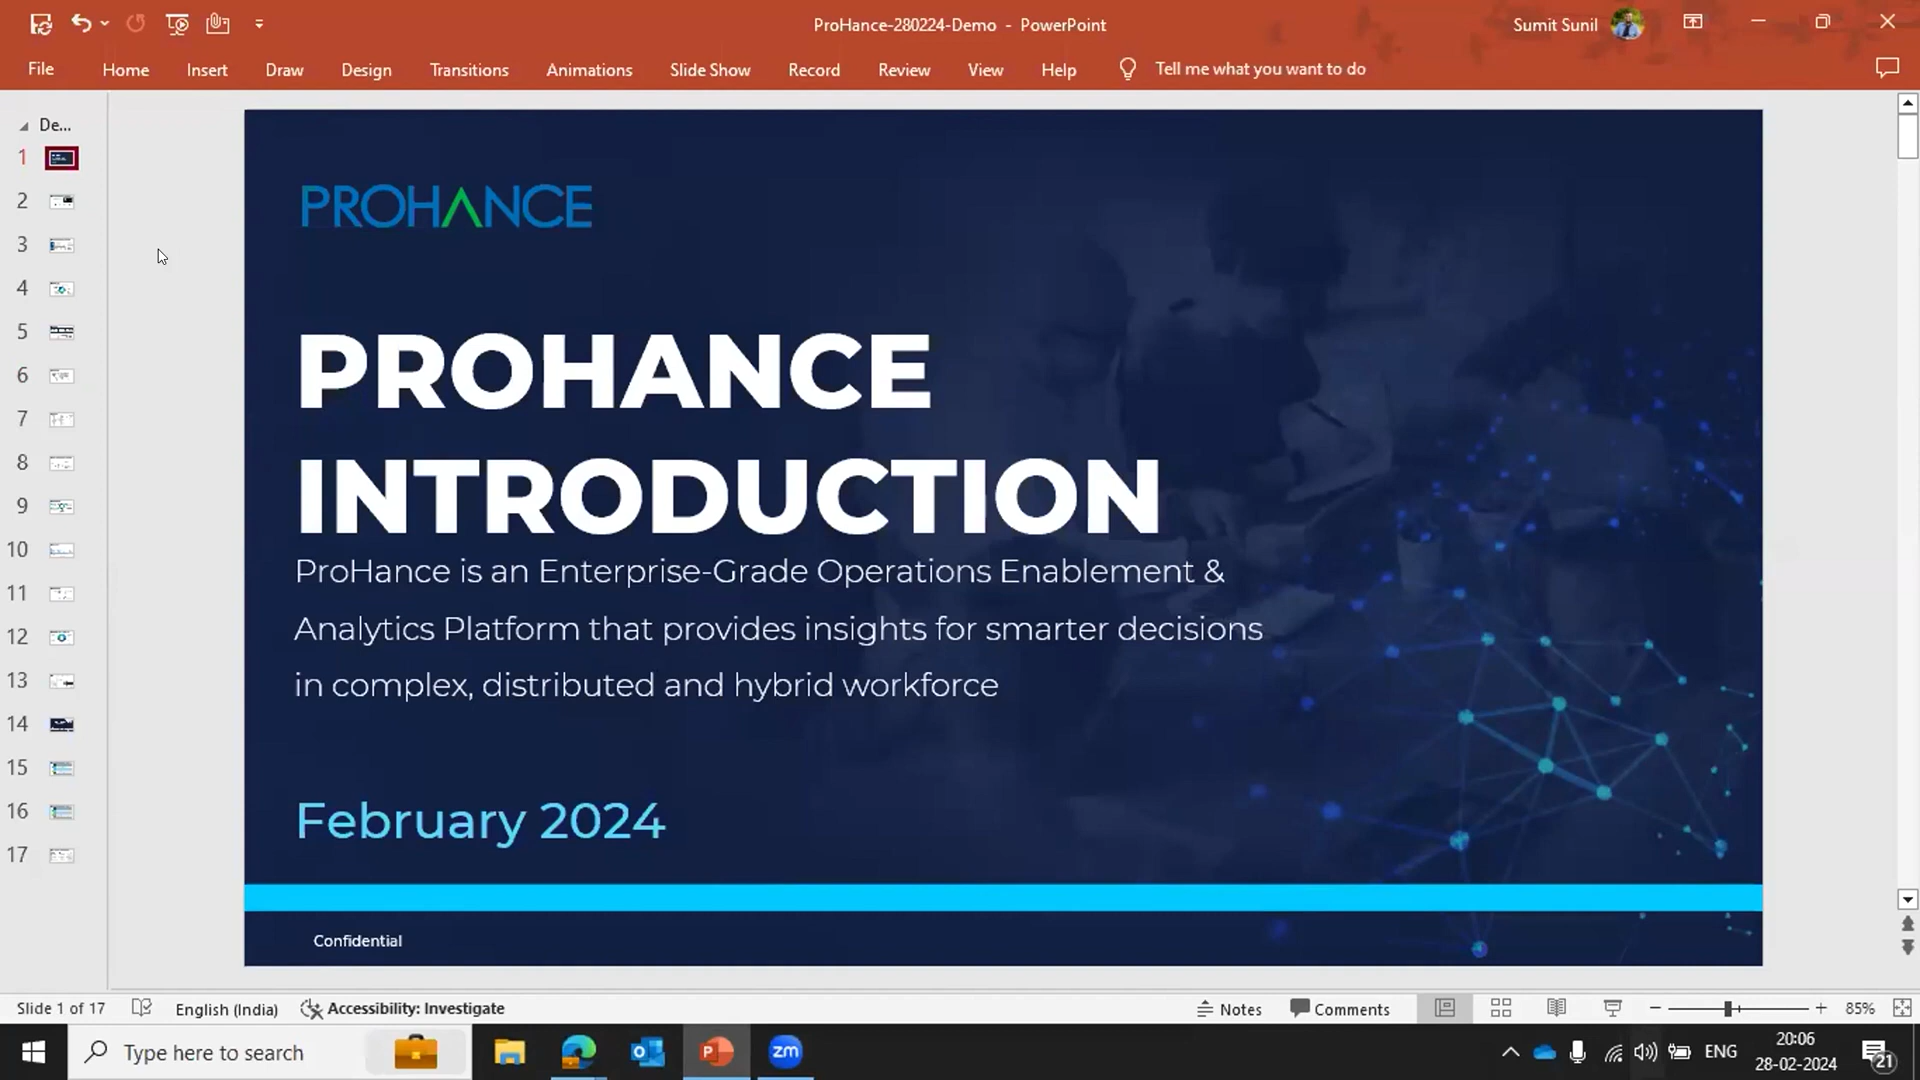 ProHance-280224-Demo - PowerPoint
Sumit Sunil
File Home Insert Draw Design Transitions Animations Slide Show Record Review View Help Tell me what you want to do
De...
1
2
3
4
5
6
7
8
9
10
11
12
13
14
15
16
17
PROHANCE
PROHANCE
INTRODUCTION
ProHance is an Enterprise-Grade Operations Enablement &
Analytics Platform that provides insights for smarter decisions
in complex, distributed and hybrid workforce
February 2024
Confidential
Slide 1 of 17 English (India) Accessibility: Investigate Notes Comments 85%
Type here to search
P
zm
ENG
20:06
28-02-2024
21